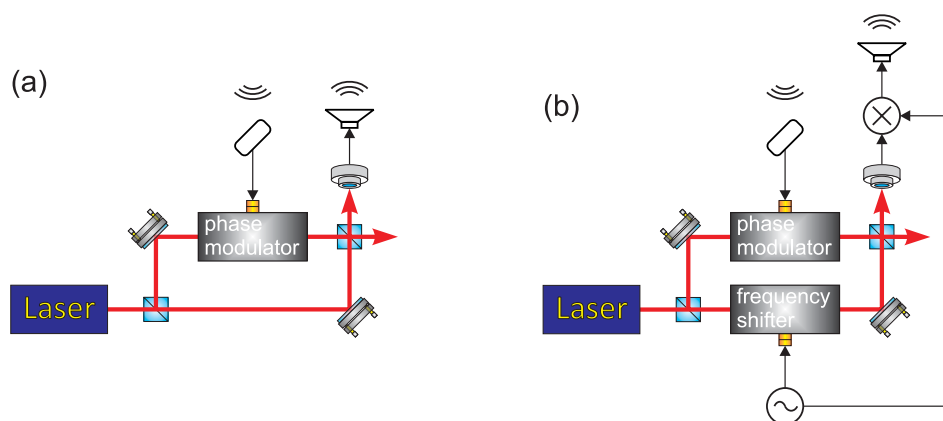 (a)
phase
modulator
Laser
(b)
phase
modulator
Laser
frequency
shifter